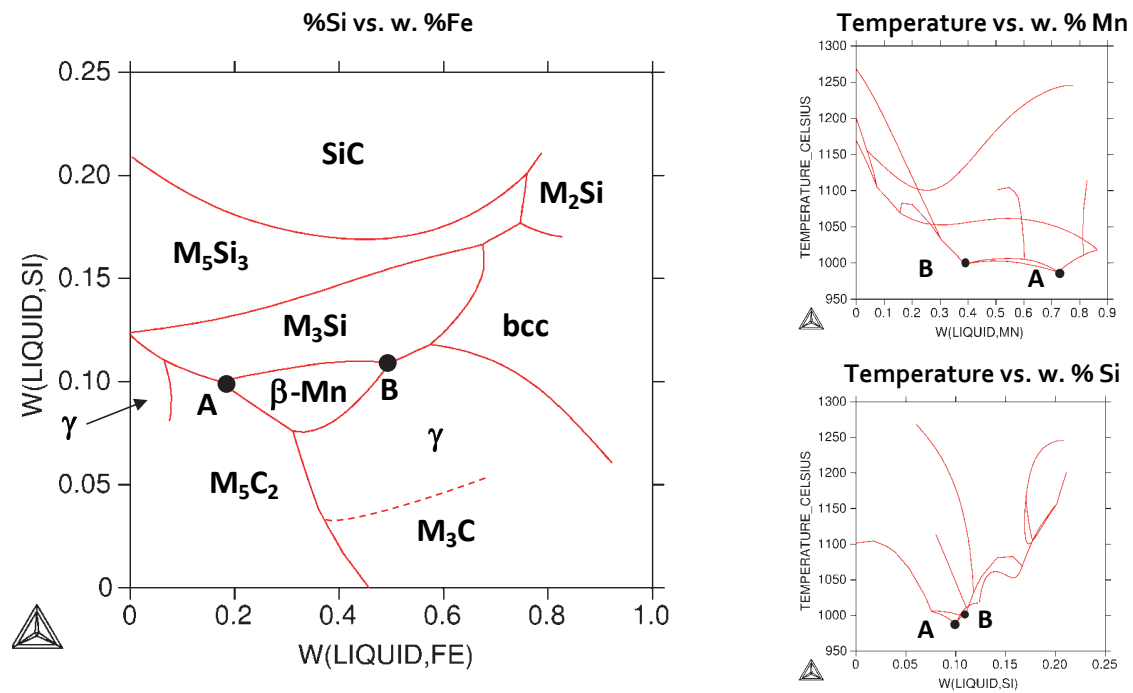 %Si vs. w. %Fe
0.25
0.20
0.15
0.10
0.05
0
W(LIQUID,SI)
SiC
M₂Si
M₅Si₃
M₃Si
bcc
β-Mn
A
B
γ
γ
M₅C₂
M₃C
0 0.2 0.4 0.6 0.8 1.0
W(LIQUID,FE)
Temperature vs. w. % Mn
1300
1250
1200
1150
1100
1050
1000
950
TEMPERATURE_CELSIUS
B
A
0 0.1 0.2 0.3 0.4 0.5 0.6 0.7 0.8 0.9
W(LIQUID,MN)
Temperature vs. w. % Si
1300
1250
1200
1150
1100
1050
1000
950
TEMPERATURE_CELSIUS
A
B
0 0.05 0.10 0.15 0.20 0.25
W(LIQUID,SI)